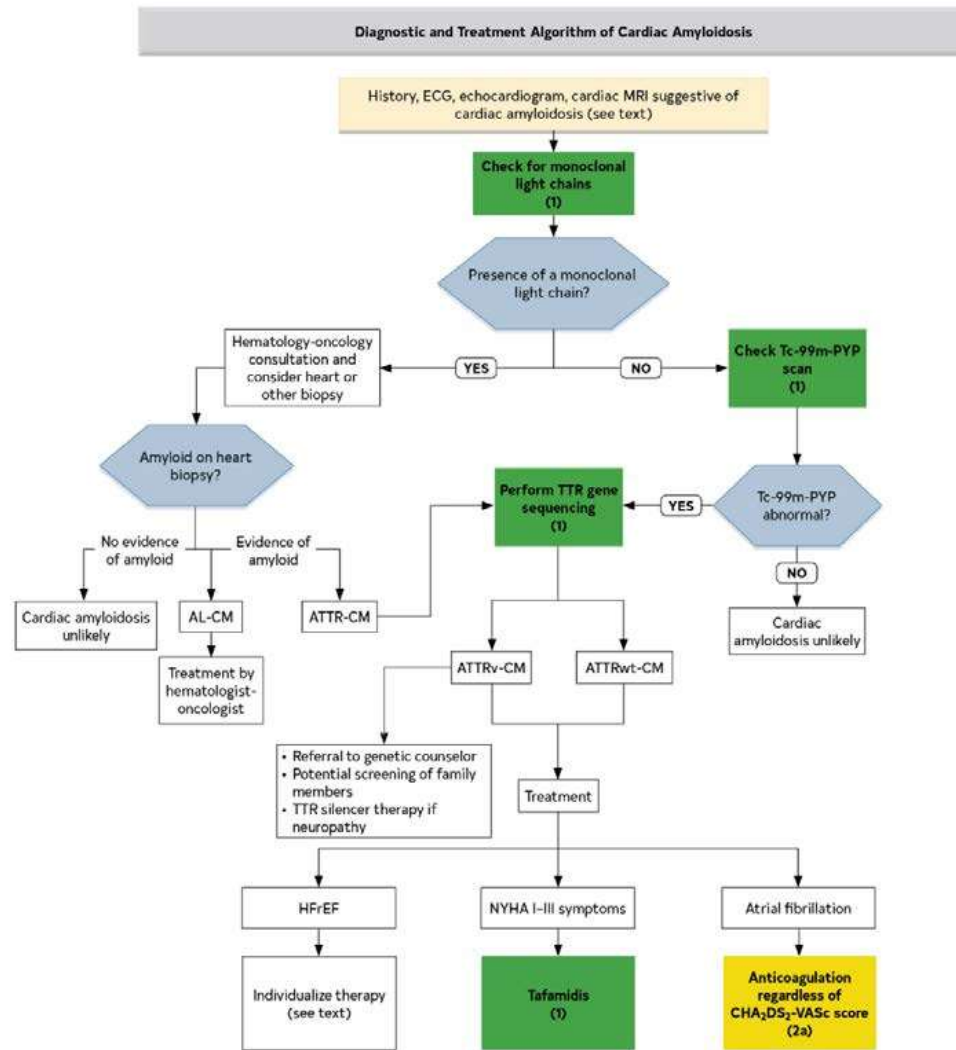 Diagnostic and Treatment Algorithm of Cardiac Amyloidosis
History, ECG, echocardiogram, cardiac MRI suggestive of
cardiac amyloidosis (see text)
Check for monoclonal
light chains
(1)
Presence of a monoclonal
light chain?
Hematology-oncology
consultation and
consider heart or
other biopsy
YES
NO
Check Tc-99m-PYP
scan
(1)
Amyloid on heart
biopsy?
Perform TTR gene
sequencing
(1)
YES
Tc-99m-PYP
abnormal?
No evidence
of amyloid
Evidence of
amyloid
NO
Cardiac amyloidosis
unlikely
AL-CM
ATTR-CM
Cardiac
amyloidosis unlikely
Treatment by
hematologist-
oncologist
ATTRv-CM
ATTRwt-CM
• Referral to genetic counselor
• Potential screening of family
members
• TTR silencer therapy if
neuropathy
Treatment
HFrEF
NYHA I–III symptoms
Atrial fibrillation
Individualize therapy
(see text)
Tafamidis
(1)
Anticoagulation
regardless of
CHA₂DS₂-VASc score
(2a)